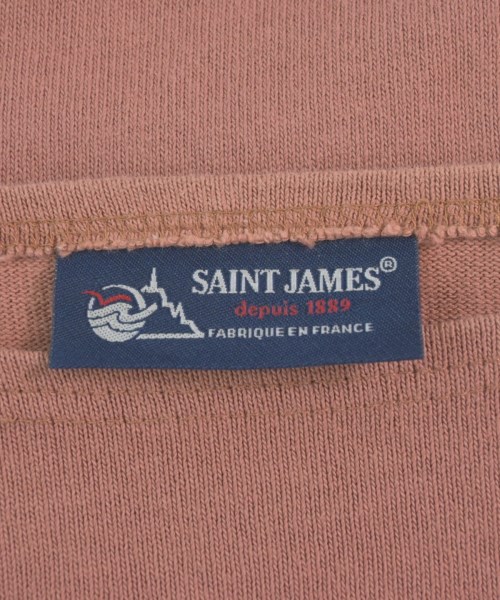 SAINT JAMES®
depuis 1889
FABRIQUE EN FRANCE